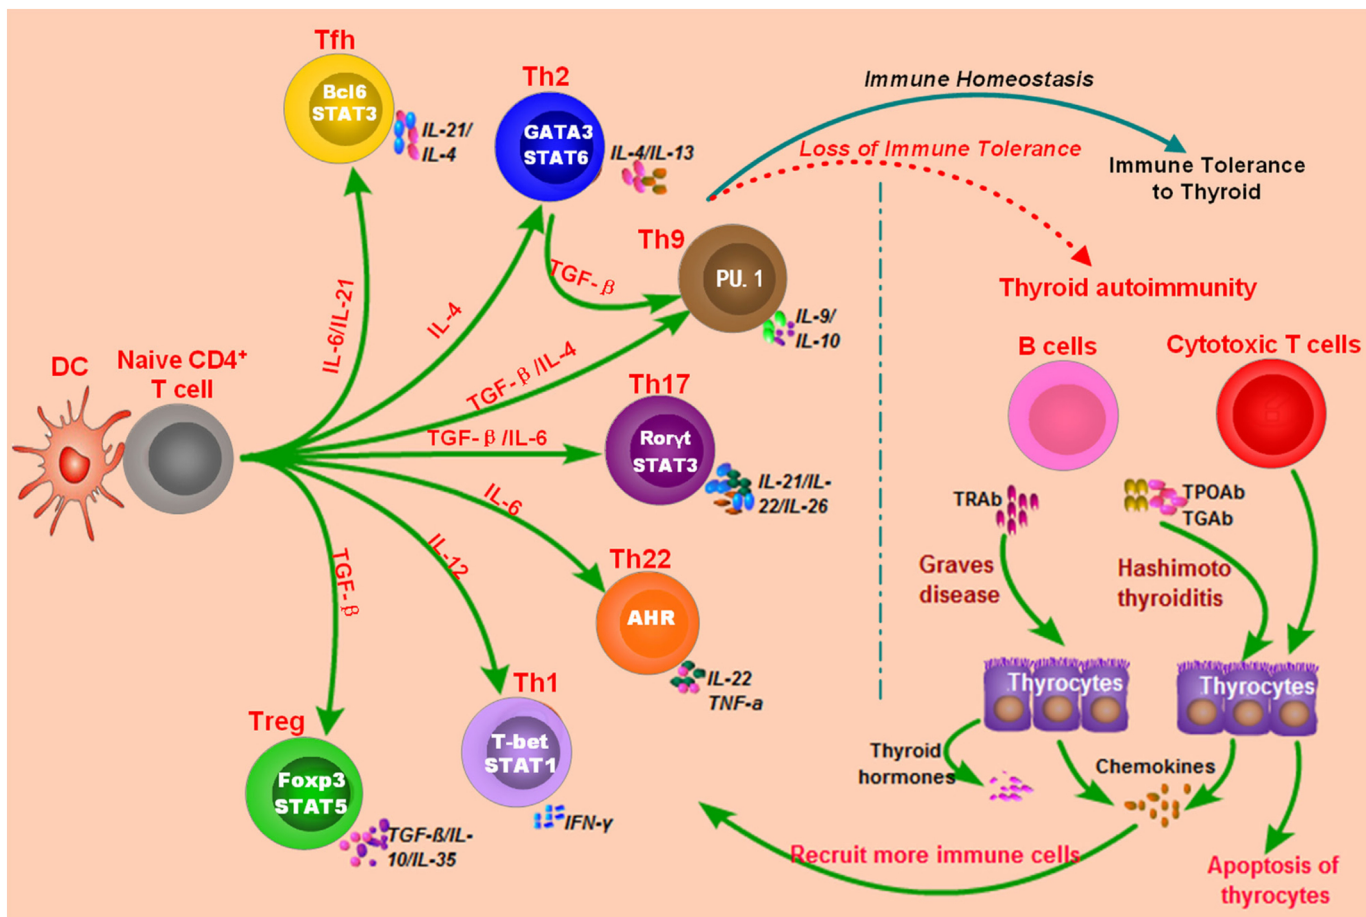 Tfh
Bcl6
STAT3
IL-21/
IL-4
Th2
GATA3
STAT6
IL-4/IL-13
Immune Homeostasis
Loss of Immune Tolerance
Immune Tolerance
to Thyroid
Th9
PU. 1
IL-9/
IL-10
TGF-β
Thyroid autoimmunity
IL-6/IL-21
IL-4
TGF-β/IL-4
DC
Naive CD4⁺
T cell
B cells
Cytotoxic T cells
Th17
TGF-β/IL-6
Rorγt
STAT3
IL-21/IL-
22/IL-26
IL-6
IL-12
TGF-β
TRAb
TPOAb
TGAb
Graves
disease
Hashimoto
thyroiditis
Th22
AHR
IL-22
TNF-a
Th1
T-bet
STAT1
IFN-γ
Treg
Foxp3
STAT5
TGF-ß/IL-
10/IL-35
Thyrocytes
Thyrocytes
Thyroid
hormones
Chemokines
Recruit more immune cells
Apoptosis of
thyrocytes